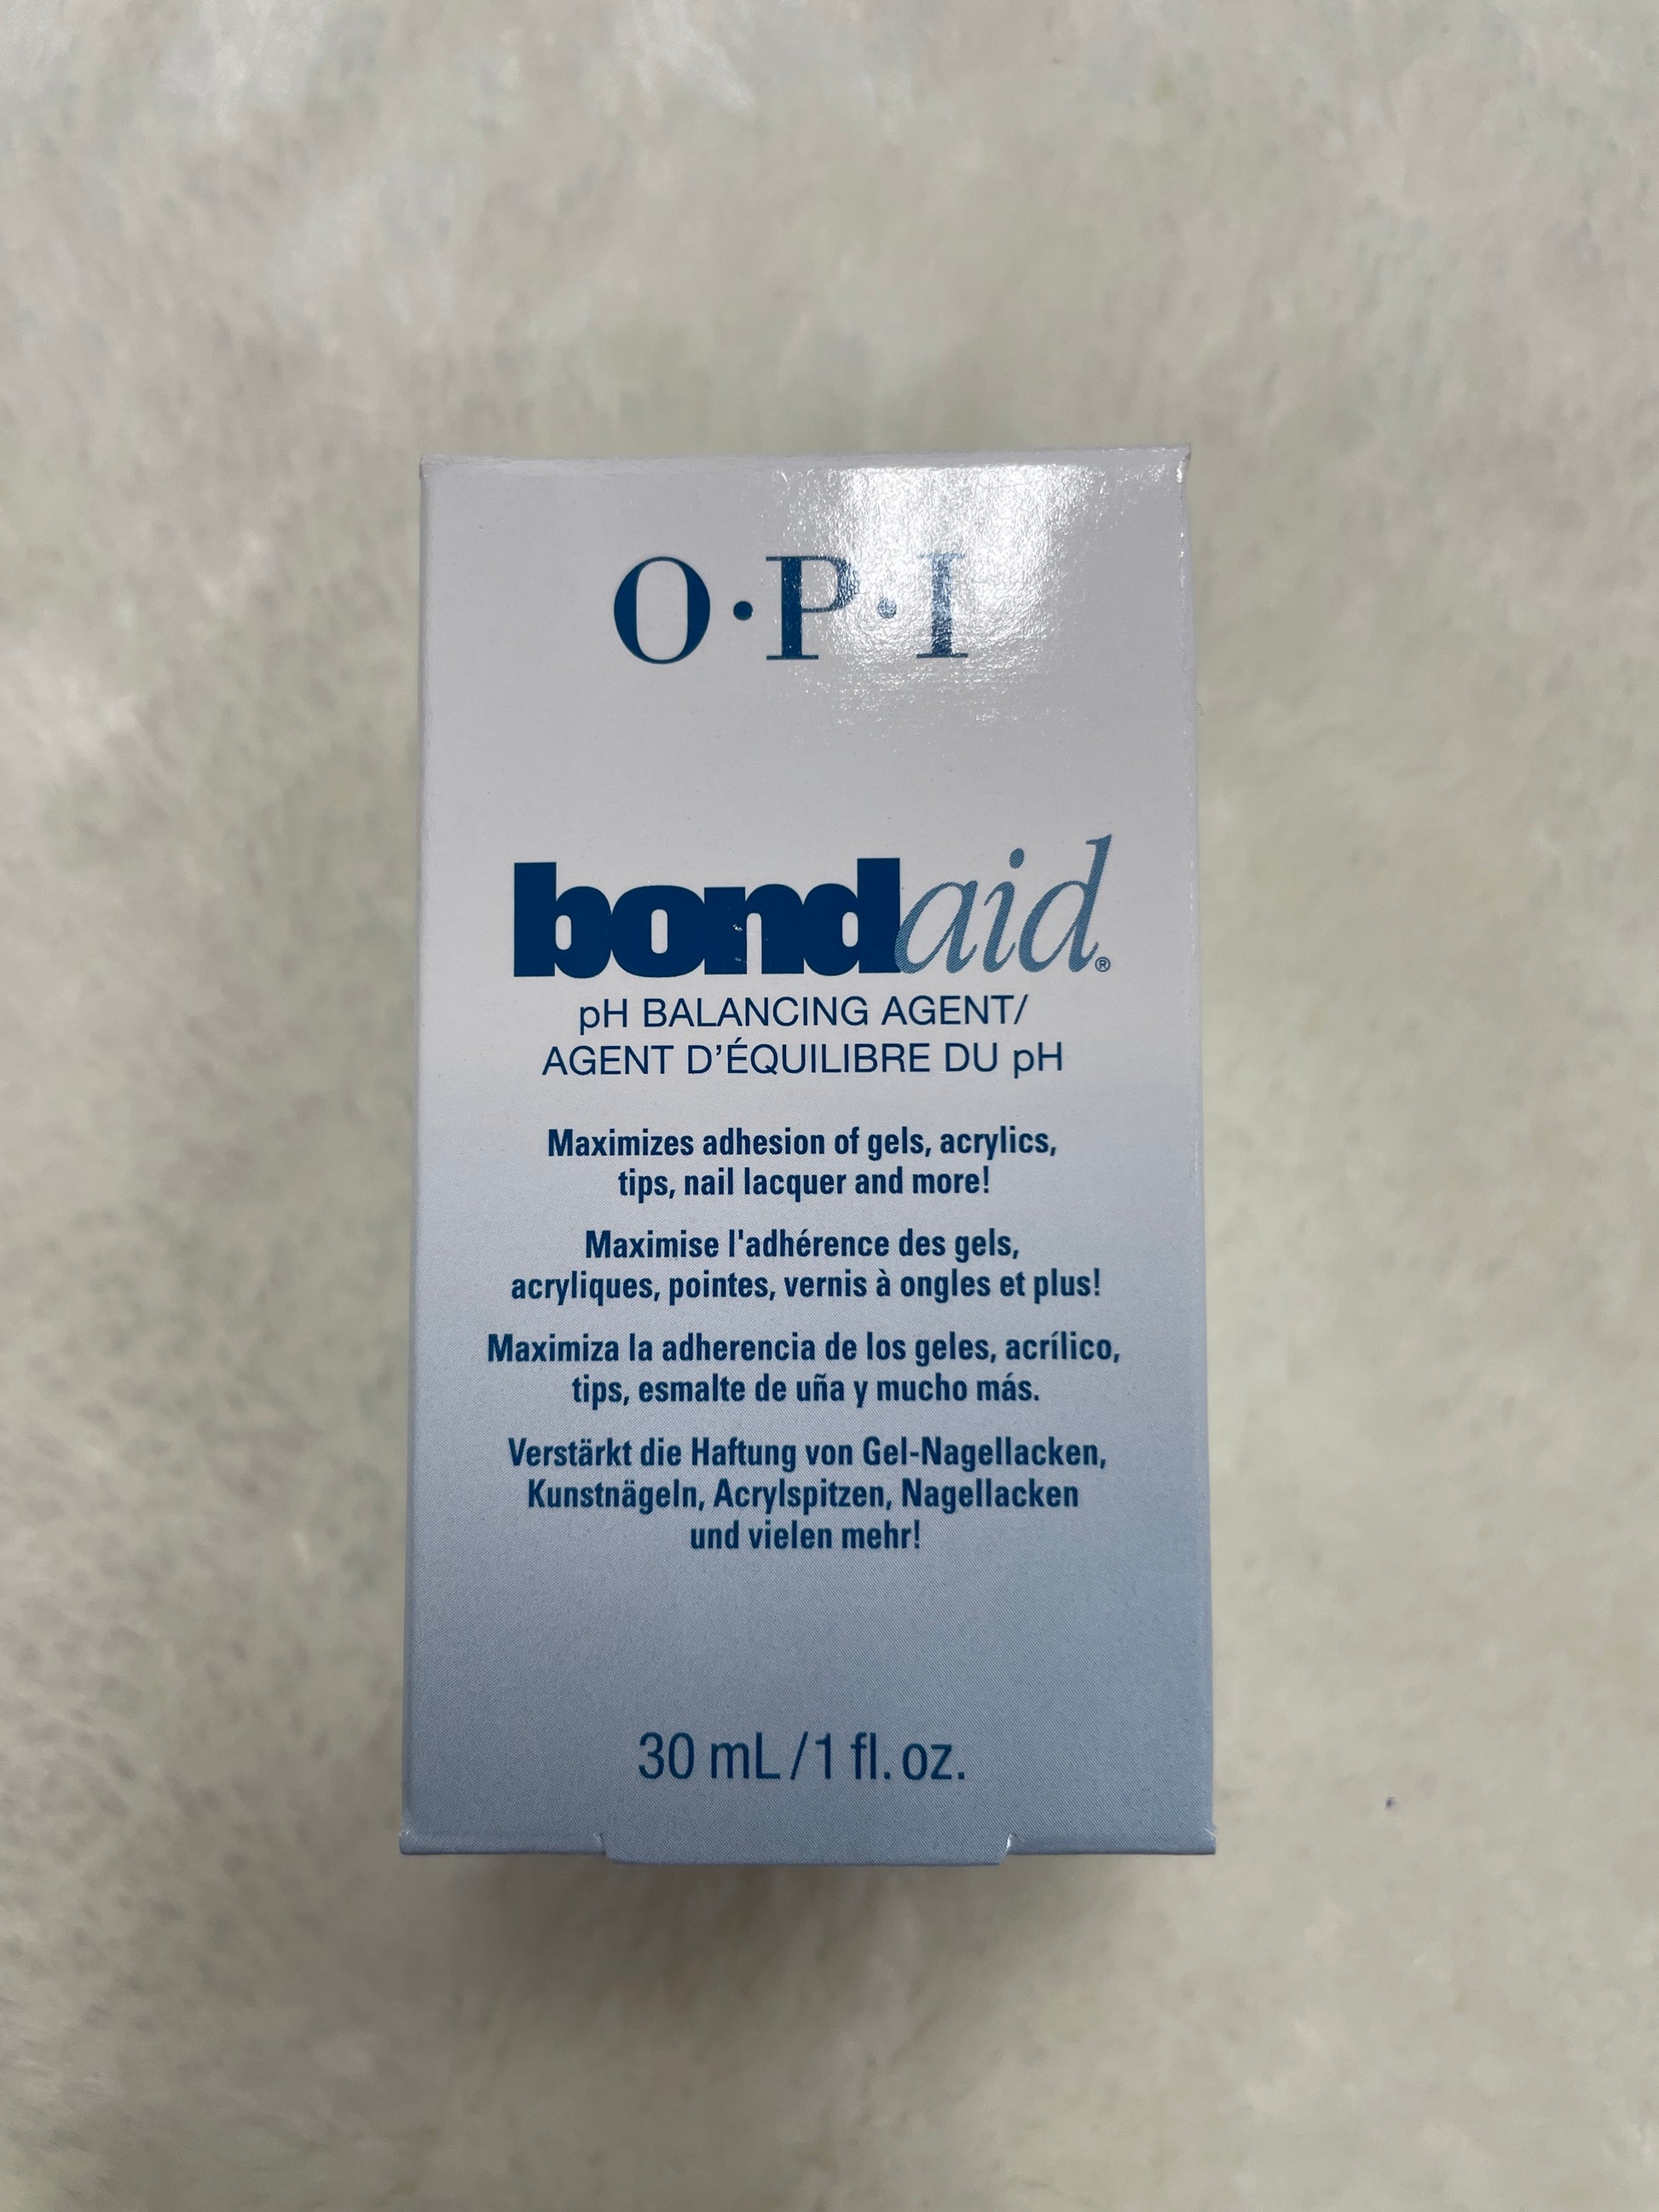 O·P·I
bondaid®
pH BALANCING AGENT/
AGENT D'ÉQUILIBRE DU pH
Maximizes adhesion of gels, acrylics,
tips, nail lacquer and more!
Maximise l'adhérence des gels,
acryliques, pointes, vernis à ongles et plus!
Maximiza la adherencia de los geles, acrílico,
tips, esmalte de uña y mucho más.
Verstärkt die Haftung von Gel-Nagellacken,
Kunstnägeln, Acrylspitzen, Nagellacken
und vielen mehr!
30 mL/1 fl. oz.